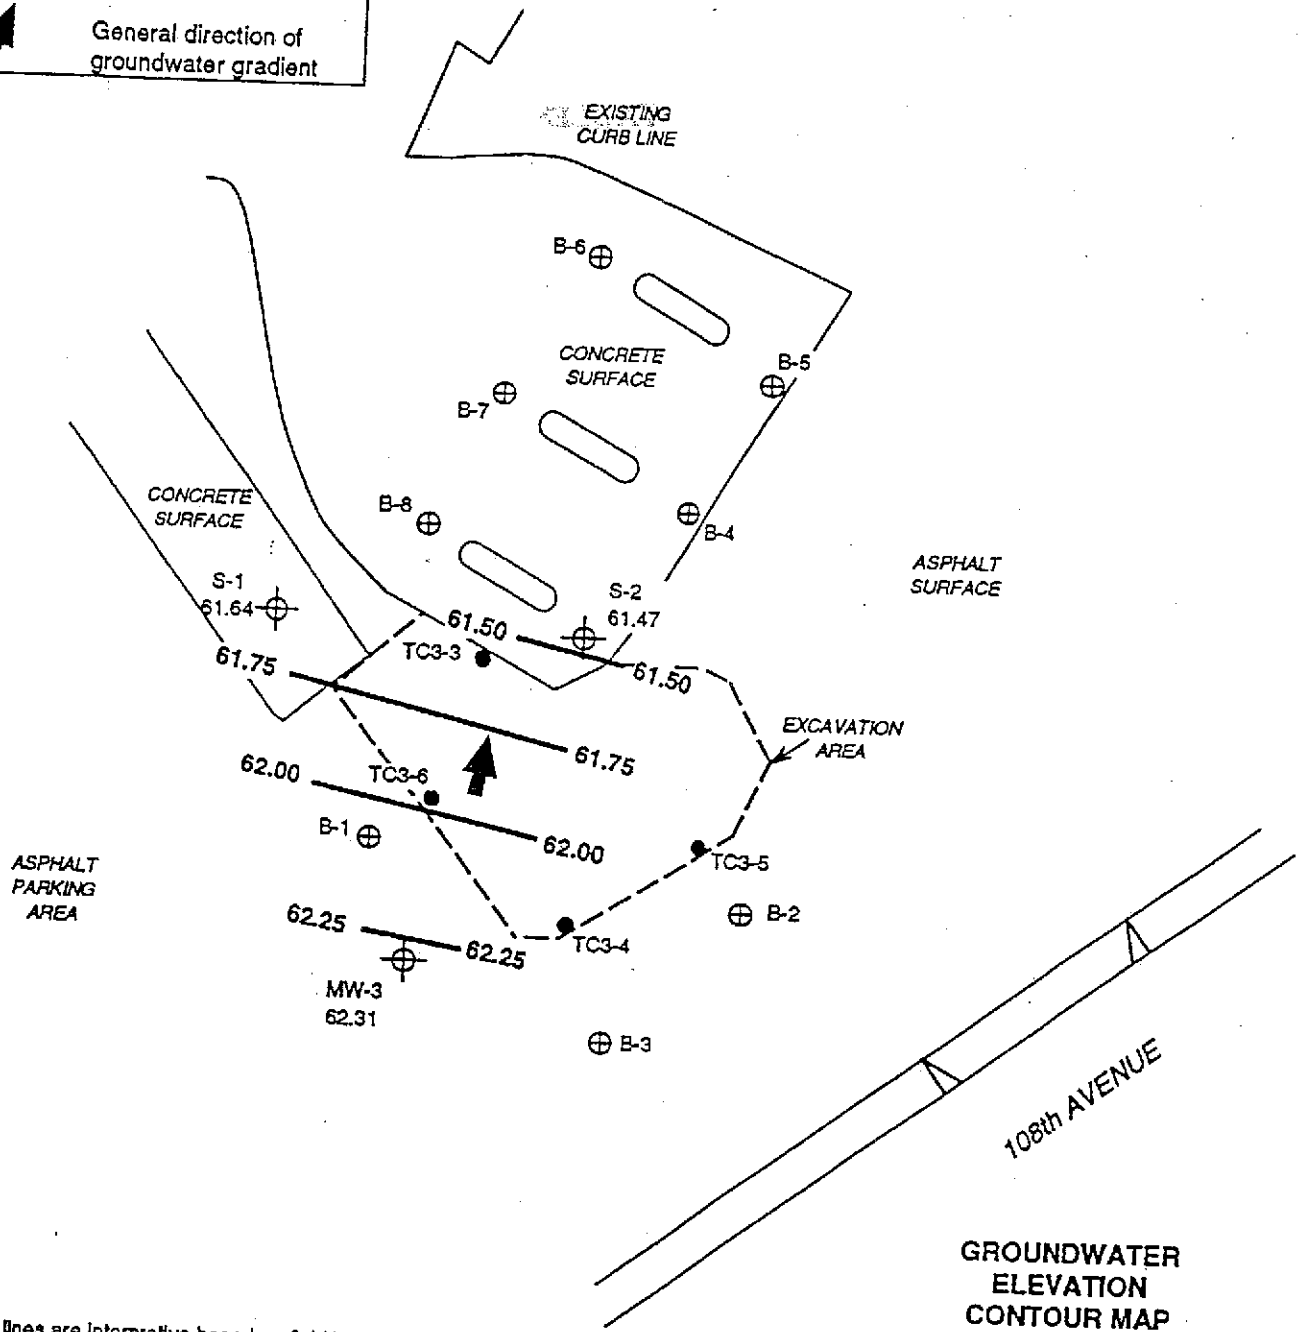 General direction of
groundwater gradient
EXISTING
CURB LINE
B-6
CONCRETE
SURFACE
B-5
B-7
CONCRETE
SURFACE
B-8
B-4
ASPHALT
SURFACE
S-1
61.64
S-2
61.47
61.50
TC3-3
61.75
61.50
EXCAVATION
AREA
61.75
62.00
TC3-6
B-1
62.00
TC3-5
ASPHALT
PARKING
AREA
B-2
62.25
62.25
TC3-4
MW-3
62.31
B-3
108th AVENUE
GROUNDWATER
ELEVATION
CONTOUR MAP
lines are interpretive